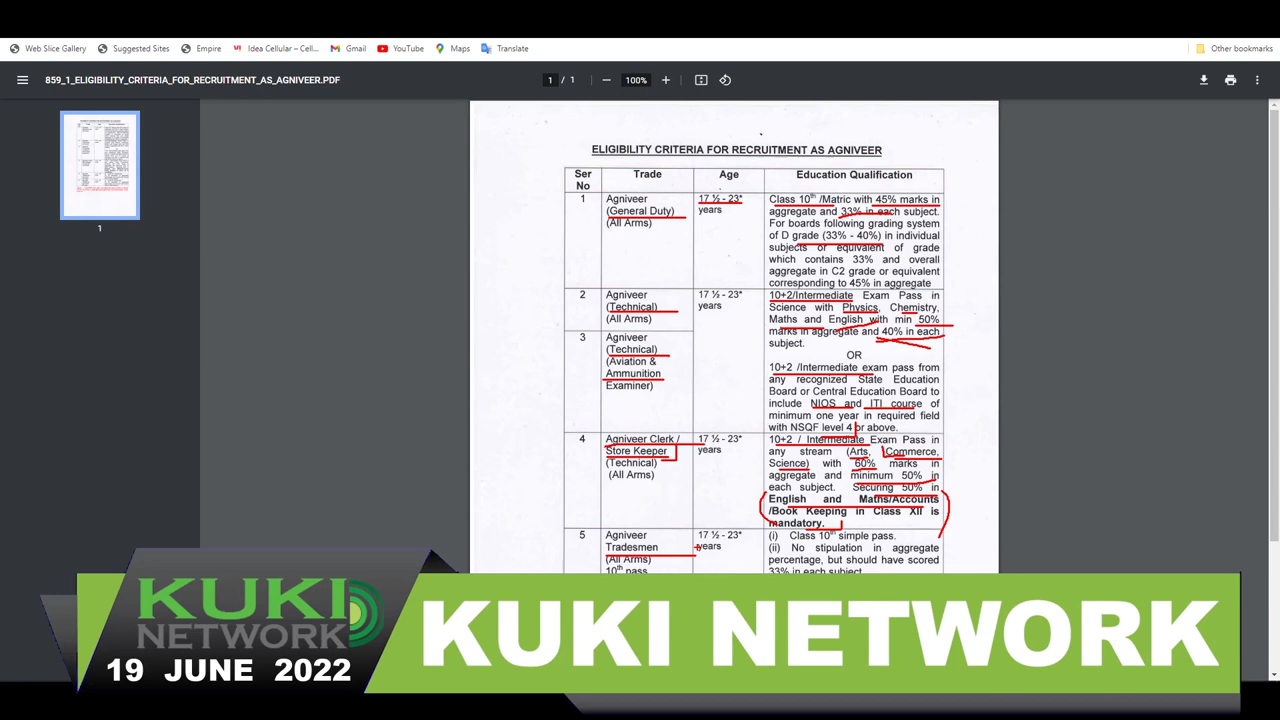 Web Slice Gallery Suggested Sites Empire Idea Cellular – Cell... Gmail YouTube Maps Translate Other bookmarks
859_1_ELIGIBILITY_CRITERIA_FOR_RECRUITMENT_AS_AGNIVEER.PDF 1 / 1 100%
1
ELIGIBILITY CRITERIA FOR RECRUITMENT AS AGNIVEER
Ser No Trade Age Education Qualification
1 Agniveer
(General Duty)
(All Arms)
17 ½ - 23*
years
Class 10th /Matric with 45% marks in
aggregate and 33% in each subject.
For boards following grading system
of D grade (33% - 40%) in individual
subjects or equivalent of grade
which contains 33% and overall
aggregate in C2 grade or equivalent
corresponding to 45% in aggregate
2 Agniveer
(Technical)
(All Arms)
17 ½ - 23*
years
10+2/Intermediate Exam Pass in
Science with Physics, Chemistry,
Maths and English with min 50%
marks in aggregate and 40% in each
subject.
OR
3 Agniveer
(Technical)
(Aviation &
Ammunition
Examiner)
10+2 /Intermediate exam pass from
any recognized State Education
Board or Central Education Board to
include NIOS and ITI course of
minimum one year in required field
with NSQF level 4 or above.
4 Agniveer Clerk /
Store Keeper
(Technical)
(All Arms)
17 ½ - 23*
years
10+2 / Intermediate Exam Pass in
any stream (Arts, Commerce,
Science) with 60% marks in
aggregate and minimum 50% in
each subject. Securing 50% in
English and Maths/Accounts
/Book Keeping in Class XII is
mandatory.
5 Agniveer
Tradesmen
(All Arms)
10th pass
17 ½ - 23*
years
(i) Class 10th simple pass.
(ii) No stipulation in aggregate
percentage, but should have scored
33% in each subject
KUKI
NETWORK
19 JUNE 2022
KUKI NETWORK